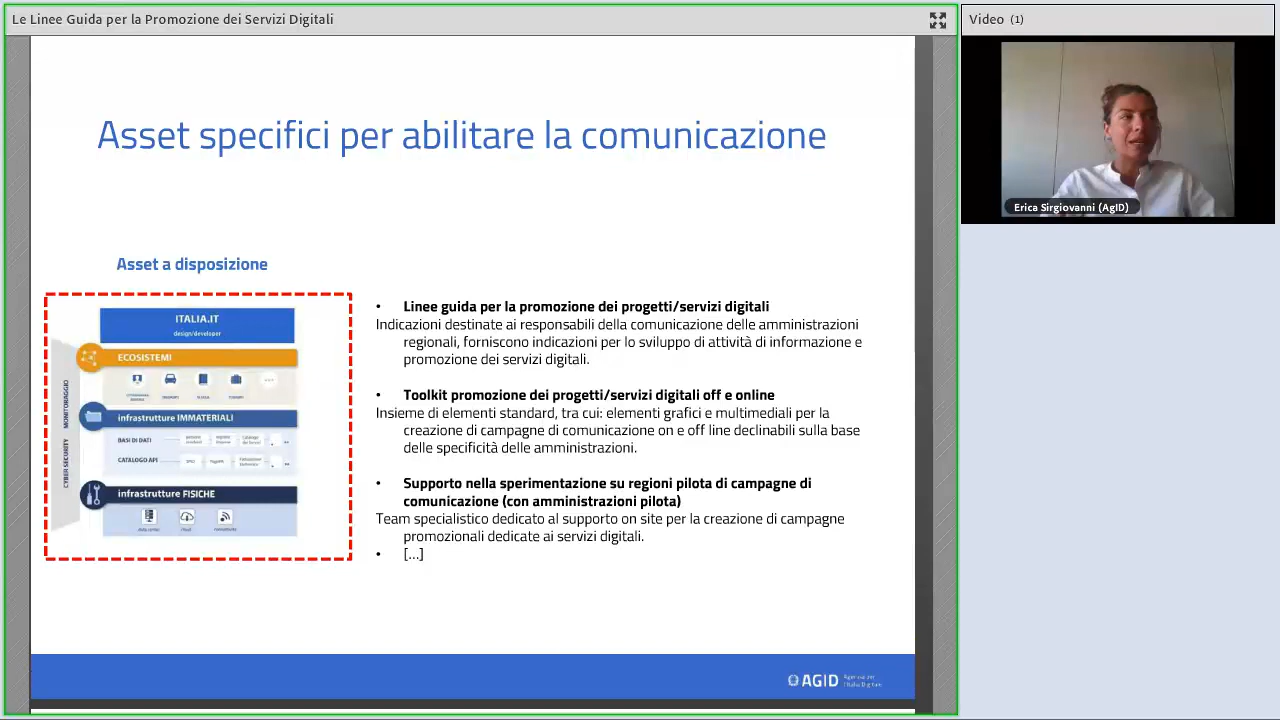 Le Linee Guida per la Promozione dei Servizi Digitali
Video (1)
Erica Sirgiovanni (AgID)
Asset specifici per abilitare la comunicazione
Asset a disposizione
ITALIA.IT
design/developer
ECOSISTEMI
infrastrutture IMMATERIALI
BASI DI DATI
CATALOGO API
infrastrutture FISICHE
MONITORAGGIO
CYBER SECURITY
• Linee guida per la promozione dei progetti/servizi digitali
Indicazioni destinate ai responsabili della comunicazione delle amministrazioni
regionali, forniscono indicazioni per lo sviluppo di attività di informazione e
promozione dei servizi digitali.
• Toolkit promozione dei progetti/servizi digitali off e online
Insieme di elementi standard, tra cui: elementi grafici e multimediali per la
creazione di campagne di comunicazione on e off line declinabili sulla base
delle specificità delle amministrazioni.
• Supporto nella sperimentazione su regioni pilota di campagne di
comunicazione (con amministrazioni pilota)
Team specialistico dedicato al supporto on site per la creazione di campagne
promozionali dedicate ai servizi digitali.
• [...]
AGID
Agenzia per
l'Italia Digitale